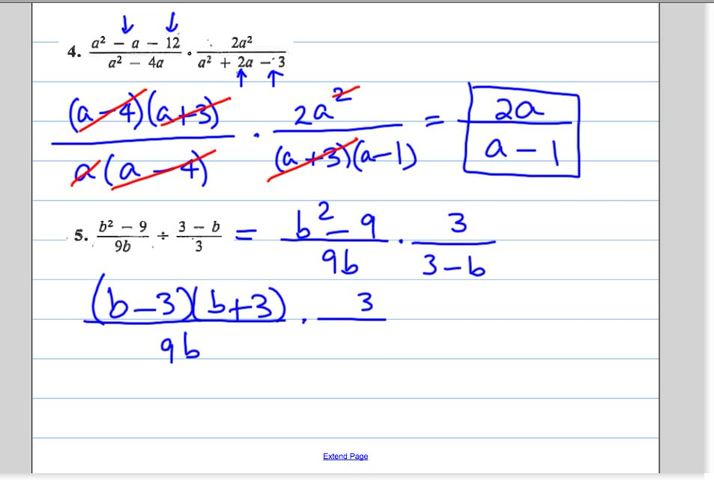 4. (a² − a − 12)/(a² − 4a) · 2a²/(a² + 2a − 3)
(a−4)(a+3)/(a(a−4)) · 2a²/((a+3)(a−1)) = 2a/(a−1)
5. (b² − 9)/(9b) ÷ (3 − b)/3 = (b²−9)/(9b) · 3/(3−b)
(b−3)(b+3)/(9b) · 3
Extend Page